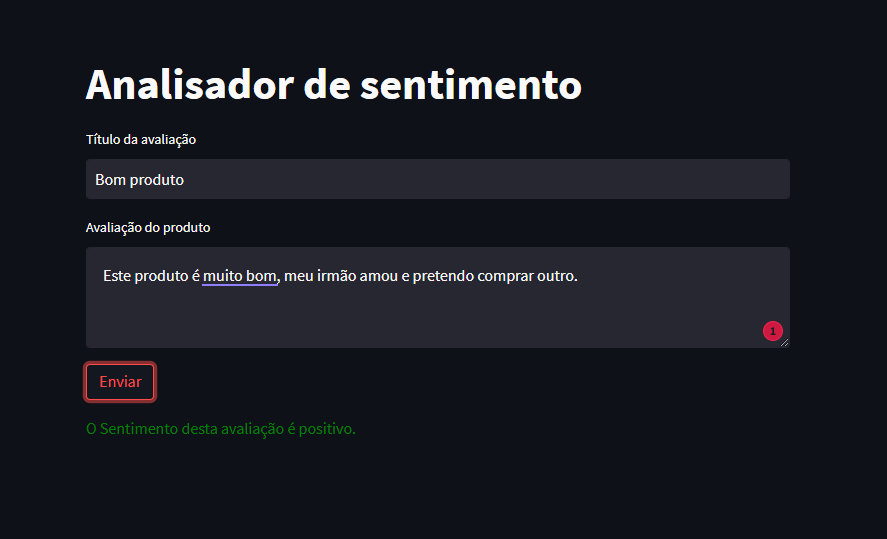 Analisador de sentimento
Título da avaliação
Bom produto
Avaliação do produto
Este produto é muito bom, meu irmão amou e pretendo comprar outro.
1
Enviar
O Sentimento desta avaliação é positivo.